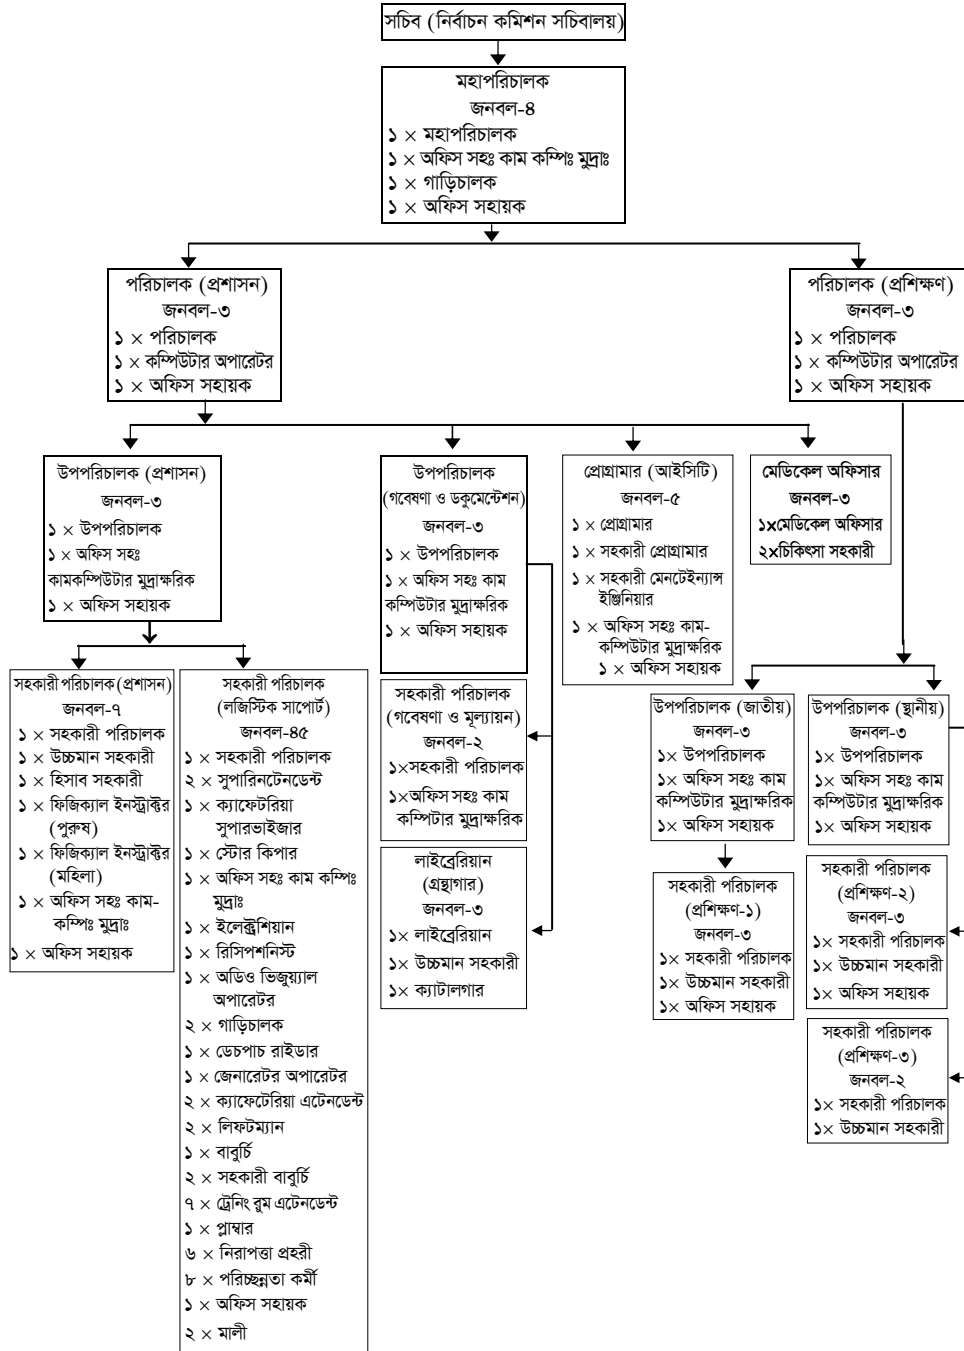 সচিব (নির্বাচন কমিশন সচিবালয়)
মহাপরিচালক
জনবল-৪
১ × মহাপরিচালক
১ × অফিস সহঃ কাম কম্পিঃ মুদ্রাঃ
১ × গাড়িচালক
১ × অফিস সহায়ক
পরিচালক (প্রশাসন)
জনবল-৩
১ × পরিচালক
১ × কম্পিউটার অপারেটর
১ × অফিস সহায়ক
পরিচালক (প্রশিক্ষণ)
জনবল-৩
১ × পরিচালক
১ × কম্পিউটার অপারেটর
১ × অফিস সহায়ক
উপপরিচালক (প্রশাসন)
জনবল-৩
১ × উপপরিচালক
১ × অফিস সহঃ
কামকম্পিউটার মুদ্রাক্ষরিক
১ × অফিস সহায়ক
উপপরিচালক
(গবেষণা ও ডকুমেন্টেশন)
জনবল-৩
১ × উপপরিচালক
১ × অফিস সহঃ কাম
কম্পিউটার মুদ্রাক্ষরিক
১ × অফিস সহায়ক
প্রোগ্রামার (আইসিটি)
জনবল-৫
১ × প্রোগ্রামার
১ × সহকারী প্রোগ্রামার
১ × সহকারী মেনটেইন্যান্স
ইঞ্জিনিয়ার
১ × অফিস সহঃ কাম-
কম্পিউটার মুদ্রাক্ষরিক
১ × অফিস সহায়ক
মেডিকেল অফিসার
জনবল-৩
১×মেডিকেল অফিসার
২×চিকিৎসা সহকারী
সহকারী পরিচালক (প্রশাসন)
জনবল-৭
১ × সহকারী পরিচালক
১ × উচ্চমান সহকারী
১ × হিসাব সহকারী
১ × ফিজিক্যাল ইনস্ট্রাক্টর
(পুরুষ)
১ × ফিজিক্যাল ইনস্ট্রাক্টর
(মহিলা)
১ × অফিস সহঃ কাম-
কম্পিঃ মুদ্রাঃ
১ × অফিস সহায়ক
সহকারী পরিচালক
(লজিস্টিক সাপোর্ট)
জনবল-৪৫
১ × সহকারী পরিচালক
২ × সুপারিনটেনডেন্ট
১ × ক্যাফেটরিয়া
সুপারভাইজার
১ × স্টোর কিপার
১ × অফিস সহঃ কাম কম্পিঃ
মুদ্রাঃ
১ × ইলেক্ট্রিশিয়ান
১ × রিসিপশনিস্ট
১ × অডিও ভিজুয়্যাল
অপারেটর
২ × গাড়িচালক
১ × ডেচপাচ রাইডার
১ × জেনারেটর অপারেটর
২ × ক্যাফেটেরিয়া এটেনডেন্ট
২ × লিফটম্যান
১ × বাবুর্চি
২ × সহকারী বাবুর্চি
৭ × ট্রেনিং রুম এটেনডেন্ট
১ × প্লাম্বার
৬ × নিরাপত্তা প্রহরী
৮ × পরিচ্ছন্নতা কর্মী
১ × অফিস সহায়ক
২ × মালী
সহকারী পরিচালক
(গবেষণা ও মূল্যায়ন)
জনবল-২
১×সহকারী পরিচালক
১×অফিস সহঃ কাম
কম্পিটার মুদ্রাক্ষরিক
লাইব্রেরিয়ান
(গ্রন্থাগার)
জনবল-৩
১× লাইব্রেরিয়ান
১× উচ্চমান সহকারী
১× ক্যাটালগার
উপপরিচালক (জাতীয়)
জনবল-৩
১× উপপরিচালক
১× অফিস সহঃ কাম
কম্পিউটার মুদ্রাক্ষরিক
১× অফিস সহায়ক
উপপরিচালক (স্থানীয়)
জনবল-৩
১× উপপরিচালক
১× অফিস সহঃ কাম
কম্পিউটার মুদ্রাক্ষরিক
১× অফিস সহায়ক
সহকারী পরিচালক
(প্রশিক্ষণ-১)
জনবল-৩
১× সহকারী পরিচালক
১× উচ্চমান সহকারী
১× অফিস সহায়ক
সহকারী পরিচালক
(প্রশিক্ষণ-২)
জনবল-৩
১× সহকারী পরিচালক
১× উচ্চমান সহকারী
১× অফিস সহায়ক
সহকারী পরিচালক
(প্রশিক্ষণ-৩)
জনবল-২
১× সহকারী পরিচালক
১× উচ্চমান সহকারী